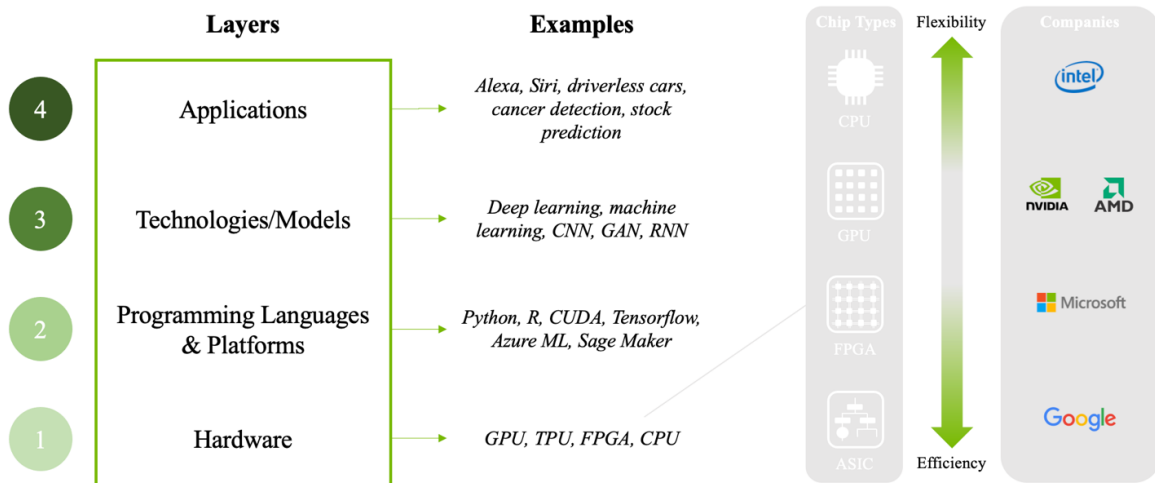 Layers
Examples
Chip Types
Flexibility
Companies
4
Applications
Alexa, Siri, driverless cars,
cancer detection, stock
prediction
CPU
intel
3
Technologies/Models
Deep learning, machine
learning, CNN, GAN, RNN
GPU
NVIDIA
AMD
2
Programming Languages
& Platforms
Python, R, CUDA, Tensorflow,
Azure ML, Sage Maker
FPGA
Microsoft
1
Hardware
GPU, TPU, FPGA, CPU
ASIC
Google
Efficiency